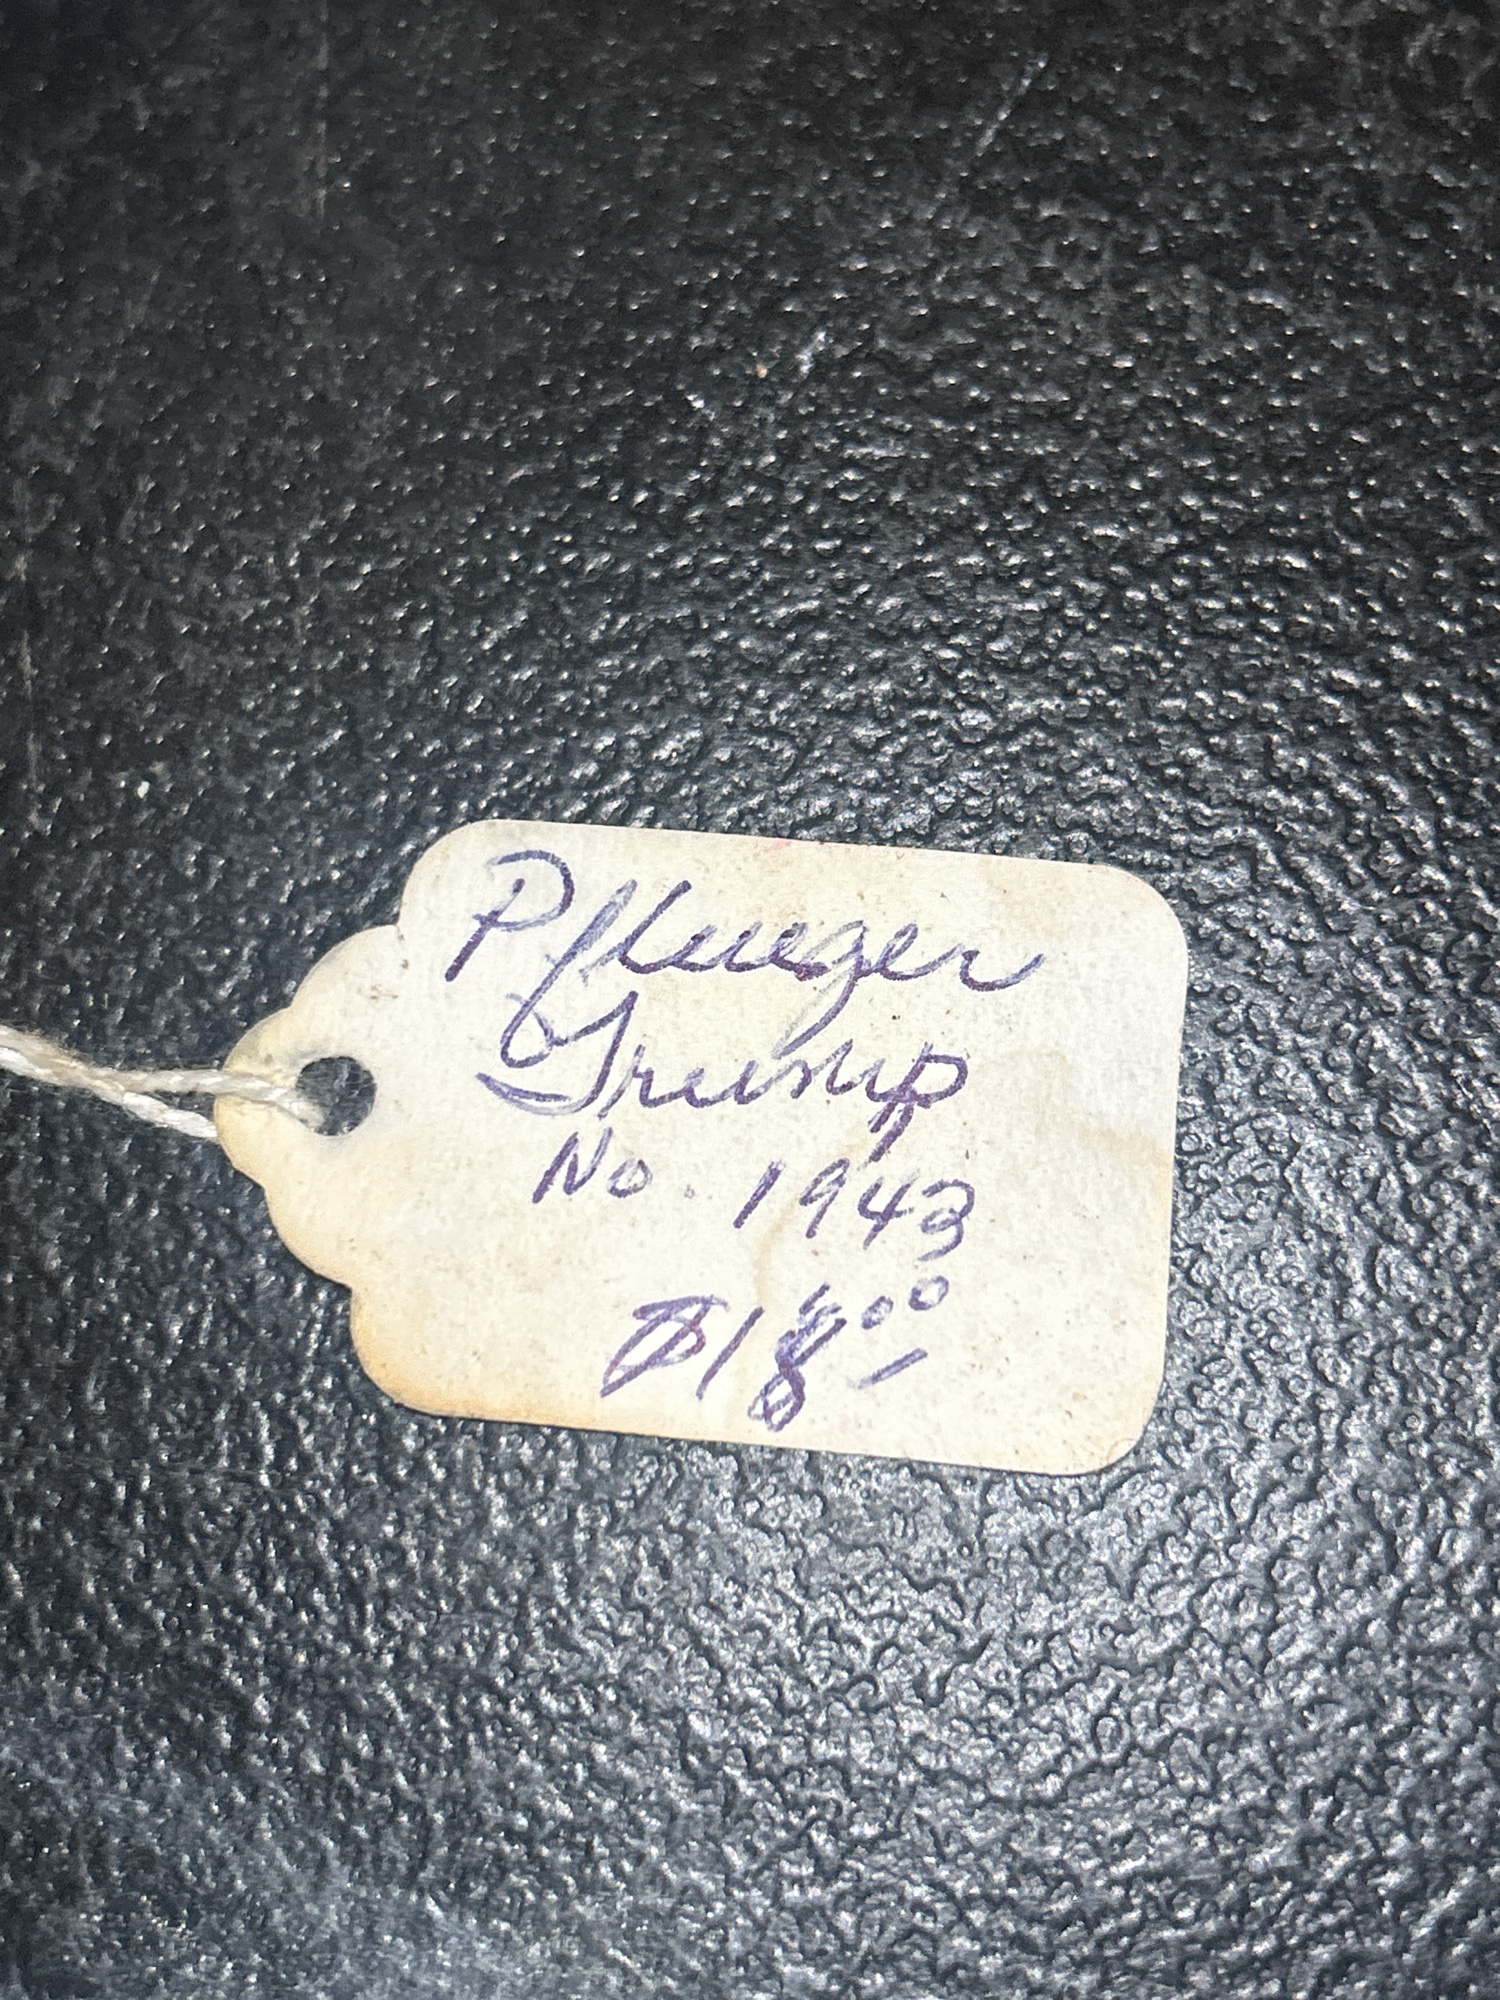 Pflueger
Trump
No. 1943
$18.00